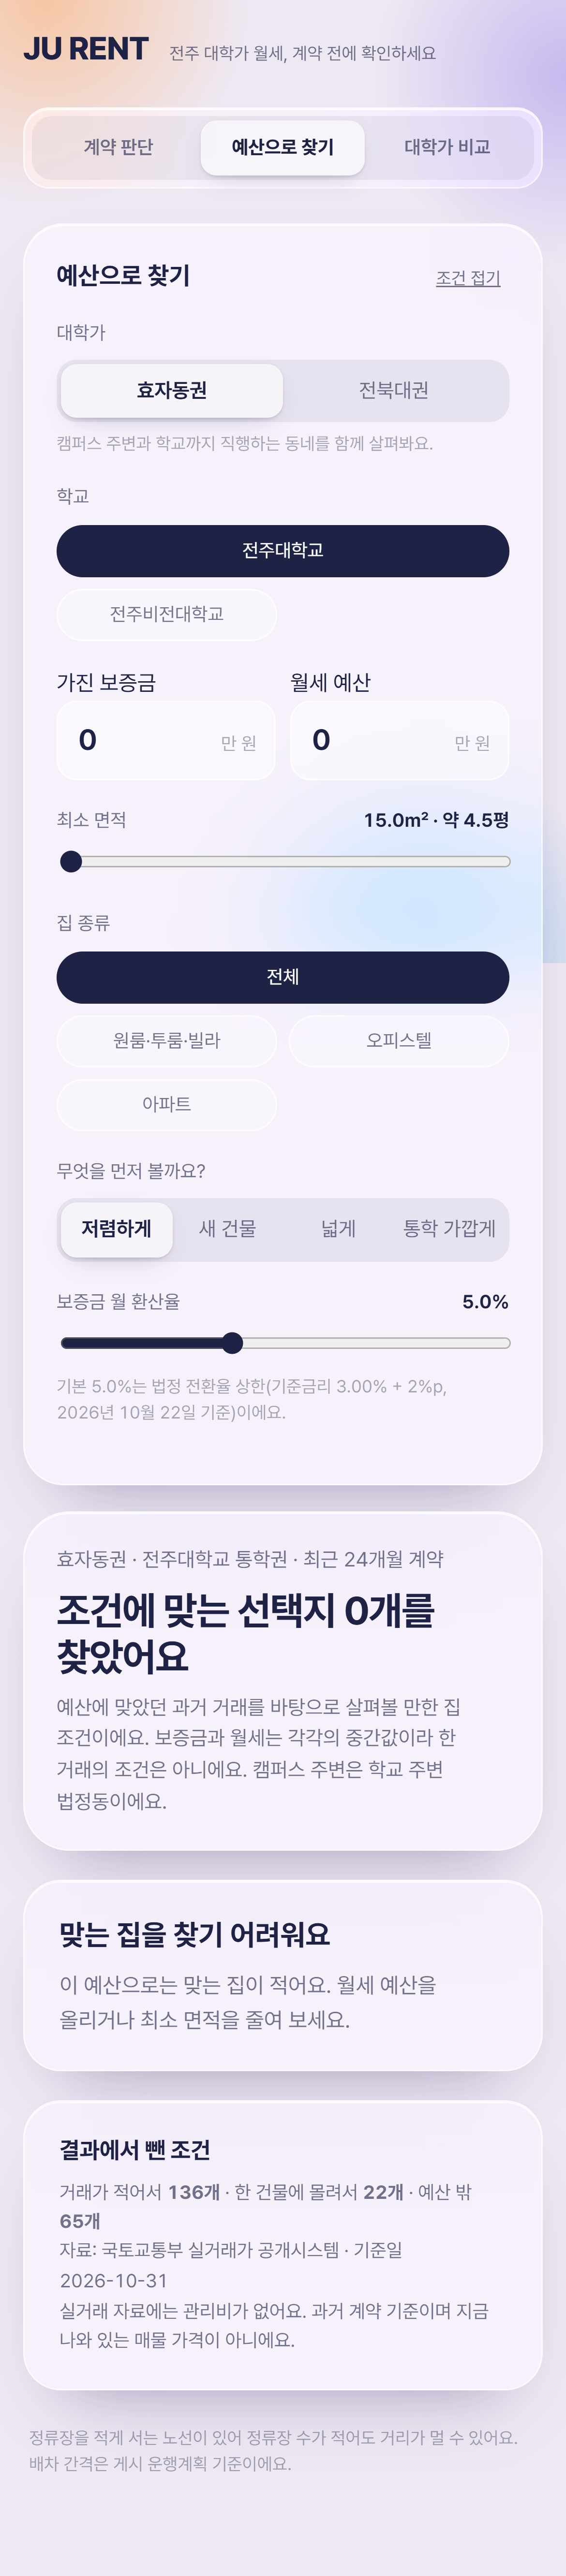 JU RENT 전주 대학가 월세, 계약 전에 확인하세요
계약 판단 예산으로 찾기 대학가 비교
예산으로 찾기 조건 접기
대학가
효자동권 전북대권
캠퍼스 주변과 학교까지 직행하는 동네를 함께 살펴봐요.
학교
전주대학교
전주비전대학교
가진 보증금 월세 예산
0 만 원 0 만 원
최소 면적 15.0m² · 약 4.5평
집 종류
전체
원룸·투룸·빌라 오피스텔
아파트
무엇을 먼저 볼까요?
저렴하게 새 건물 넓게 통학 가깝게
보증금 월 환산율 5.0%
기본 5.0%는 법정 전환율 상한(기준금리 3.00% + 2%p,
2026년 10월 22일 기준)이에요.
효자동권 · 전주대학교 통학권 · 최근 24개월 계약
조건에 맞는 선택지 0개를
찾았어요
예산에 맞았던 과거 거래를 바탕으로 살펴볼 만한 집
조건이에요. 보증금과 월세는 각각의 중간값이라 한
거래의 조건은 아니에요. 캠퍼스 주변은 학교 주변
법정동이에요.
맞는 집을 찾기 어려워요
이 예산으로는 맞는 집이 적어요. 월세 예산을
올리거나 최소 면적을 줄여 보세요.
결과에서 뺀 조건
거래가 적어서 136개 · 한 건물에 몰려서 22개 · 예산 밖
65개
자료: 국토교통부 실거래가 공개시스템 · 기준일
2026-10-31
실거래 자료에는 관리비가 없어요. 과거 계약 기준이며 지금
나와 있는 매물 가격이 아니에요.
정류장을 적게 서는 노선이 있어 정류장 수가 적어도 거리가 멀 수 있어요.
배차 간격은 게시 운행계획 기준이에요.